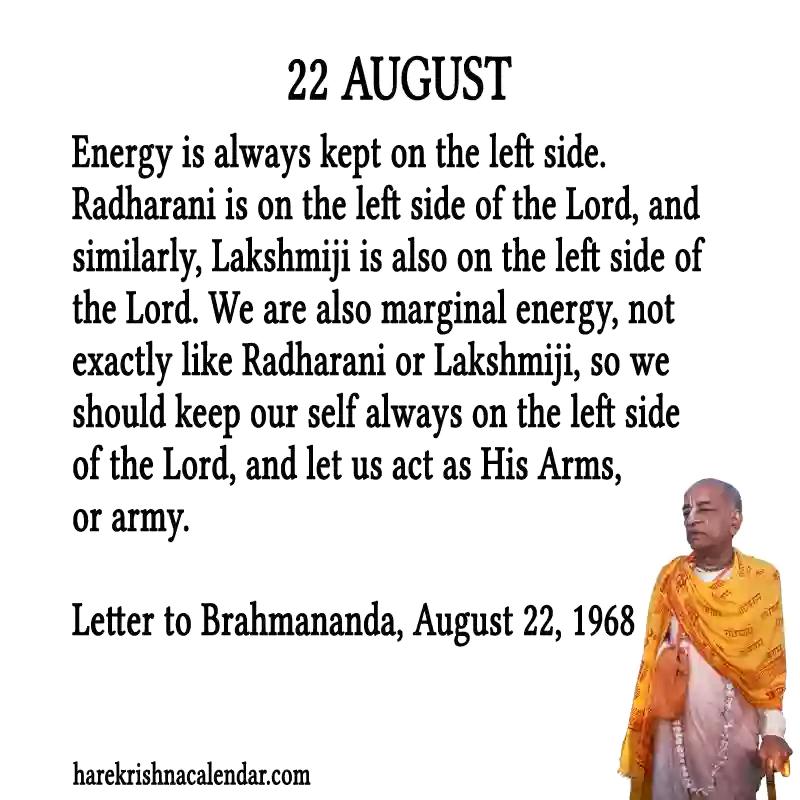 22 AUGUST
Energy is always kept on the left side.
Radharani is on the left side of the Lord, and
similarly, Lakshmiji is also on the left side of
the Lord. We are also marginal energy, not
exactly like Radharani or Lakshmiji, so we
should keep our self always on the left side
of the Lord, and let us act as His Arms,
or army.
Letter to Brahmananda, August 22, 1968
harekrishnacalendar.com